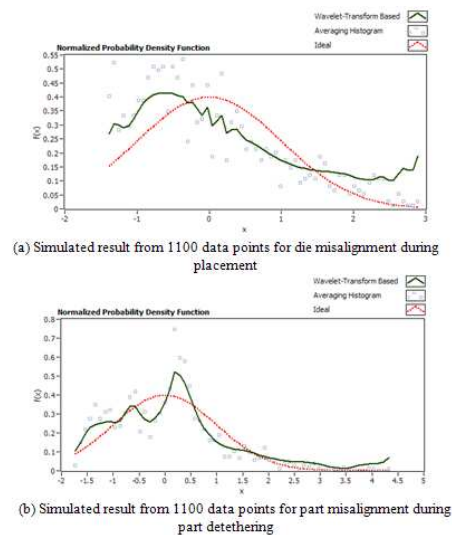 Wavelet-Transform Based
Averaging Histogram
Ideal
Normalized Probability Density Function
0.55
0.5
0.45
0.4
0.35
0.3
0.25
0.2
0.15
0.1
0.05
0
f(x)
-2 -1 0 1 2 3
x
(a) Simulated result from 1100 data points for die misalignment during
placement
Wavelet-Transform Based
Averaging Histogram
Ideal
Normalized Probability Density Function
0.8
0.7
0.6
0.5
0.4
0.3
0.2
0.1
0
f(x)
-2 -1.5 -1 -0.5 0 0.5 1 1.5 2 2.5 3 3.5 4 4.5 5
x
(b) Simulated result from 1100 data points for part misalignment during
part detethering